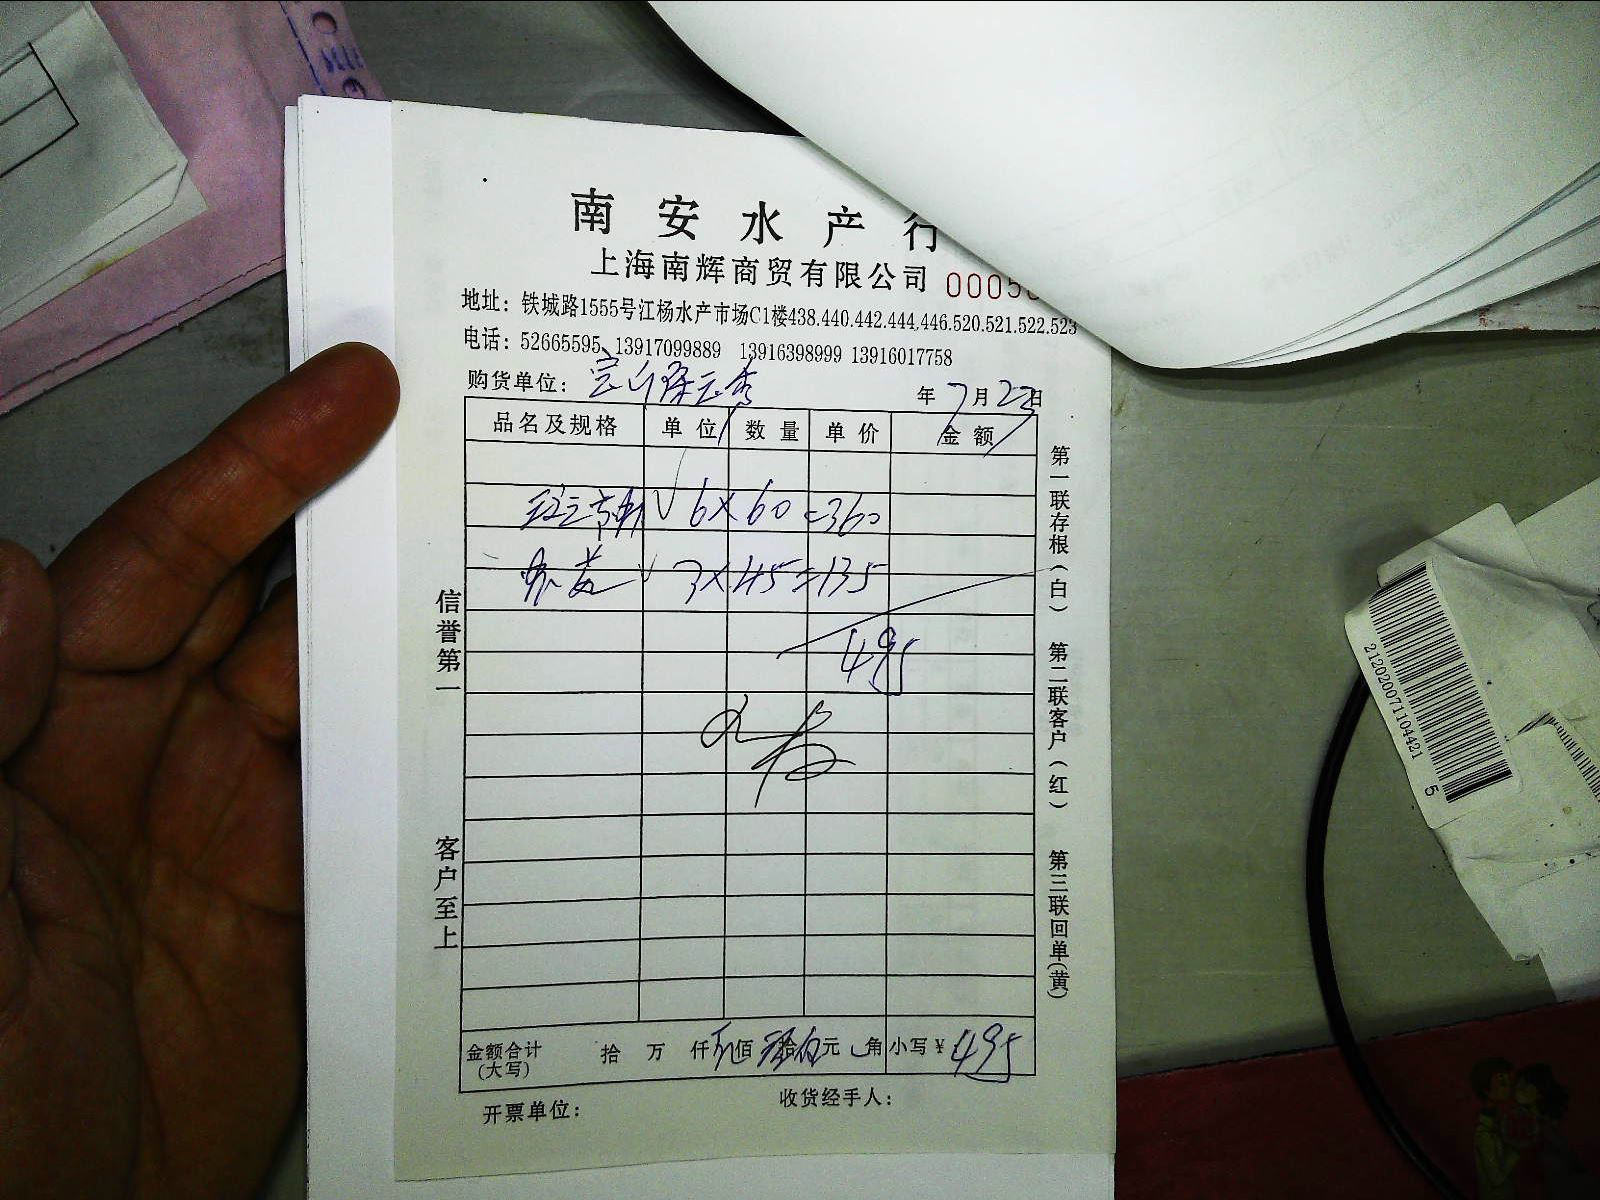 南安水产行
上海南辉商贸有限公司 0005
地址：铁城路1555号江杨水产市场C1楼438.440.442.444.446.520.521.522.523
电话：52665595 13917099889 13916398999 13916017758
购货单位： 年 7 月 23 日
品名及规格 单位 数量 单价 金额
6×60=360
3×45=135
495
金额合计(大写) 拾 万 仟 佰 拾 元 角 小写￥495
开票单位：
收货经手人：
信誉第一
客户至上
第一联存根(白)
第二联客户(红)
第三联回单(黄)
2120200711044215